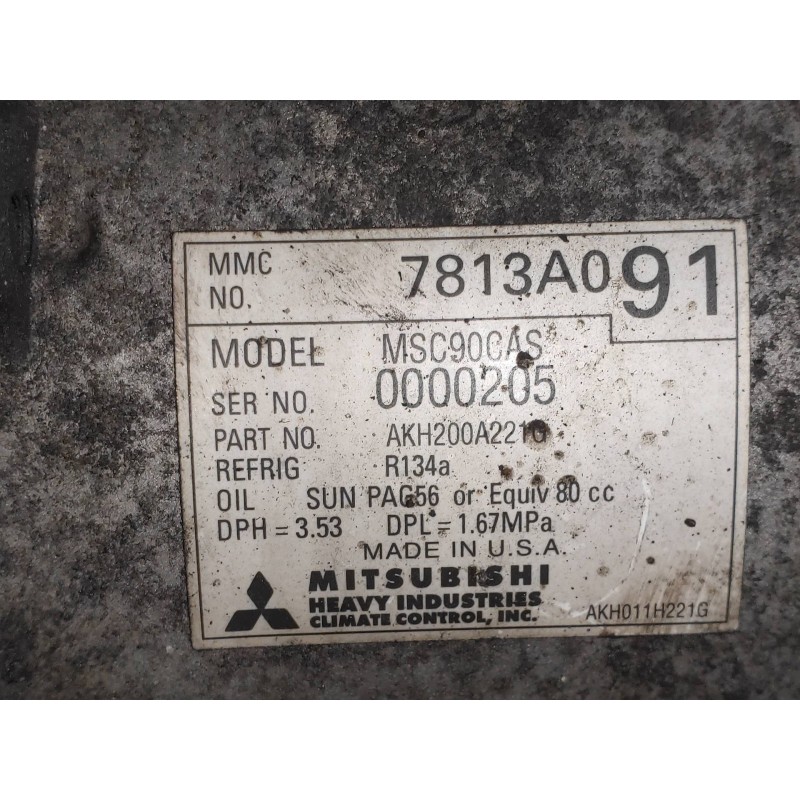 MMC NO. 7813A091
MODEL MSC90CAS
SER NO. 0000205
PART NO. AKH200A221G
REFRIG R134a
OIL SUN PAG56 or Equiv 80 cc
DPH = 3.53 DPL = 1.67MPa
MADE IN U.S.A.
MITSUBISHI
HEAVY INDUSTRIES
CLIMATE CONTROL, INC.
AKH011H221G